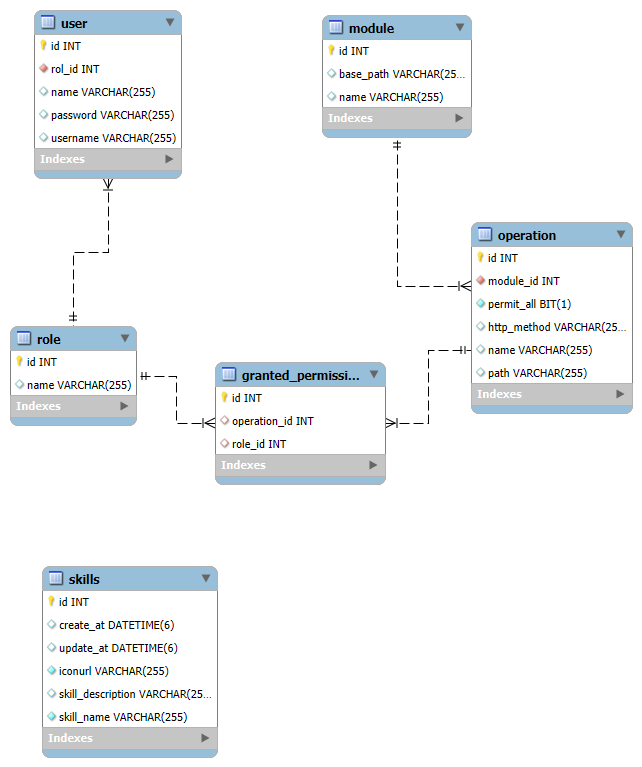 user
id INT
rol_id INT
name VARCHAR(255)
password VARCHAR(255)
username VARCHAR(255)
Indexes
module
id INT
base_path VARCHAR(25...
name VARCHAR(255)
Indexes
operation
id INT
module_id INT
permit_all BIT(1)
http_method VARCHAR(25...
name VARCHAR(255)
path VARCHAR(255)
Indexes
role
id INT
name VARCHAR(255)
Indexes
granted_permissi...
id INT
operation_id INT
role_id INT
Indexes
skills
id INT
create_at DATETIME(6)
update_at DATETIME(6)
iconurl VARCHAR(255)
skill_description VARCHAR(25...
skill_name VARCHAR(255)
Indexes